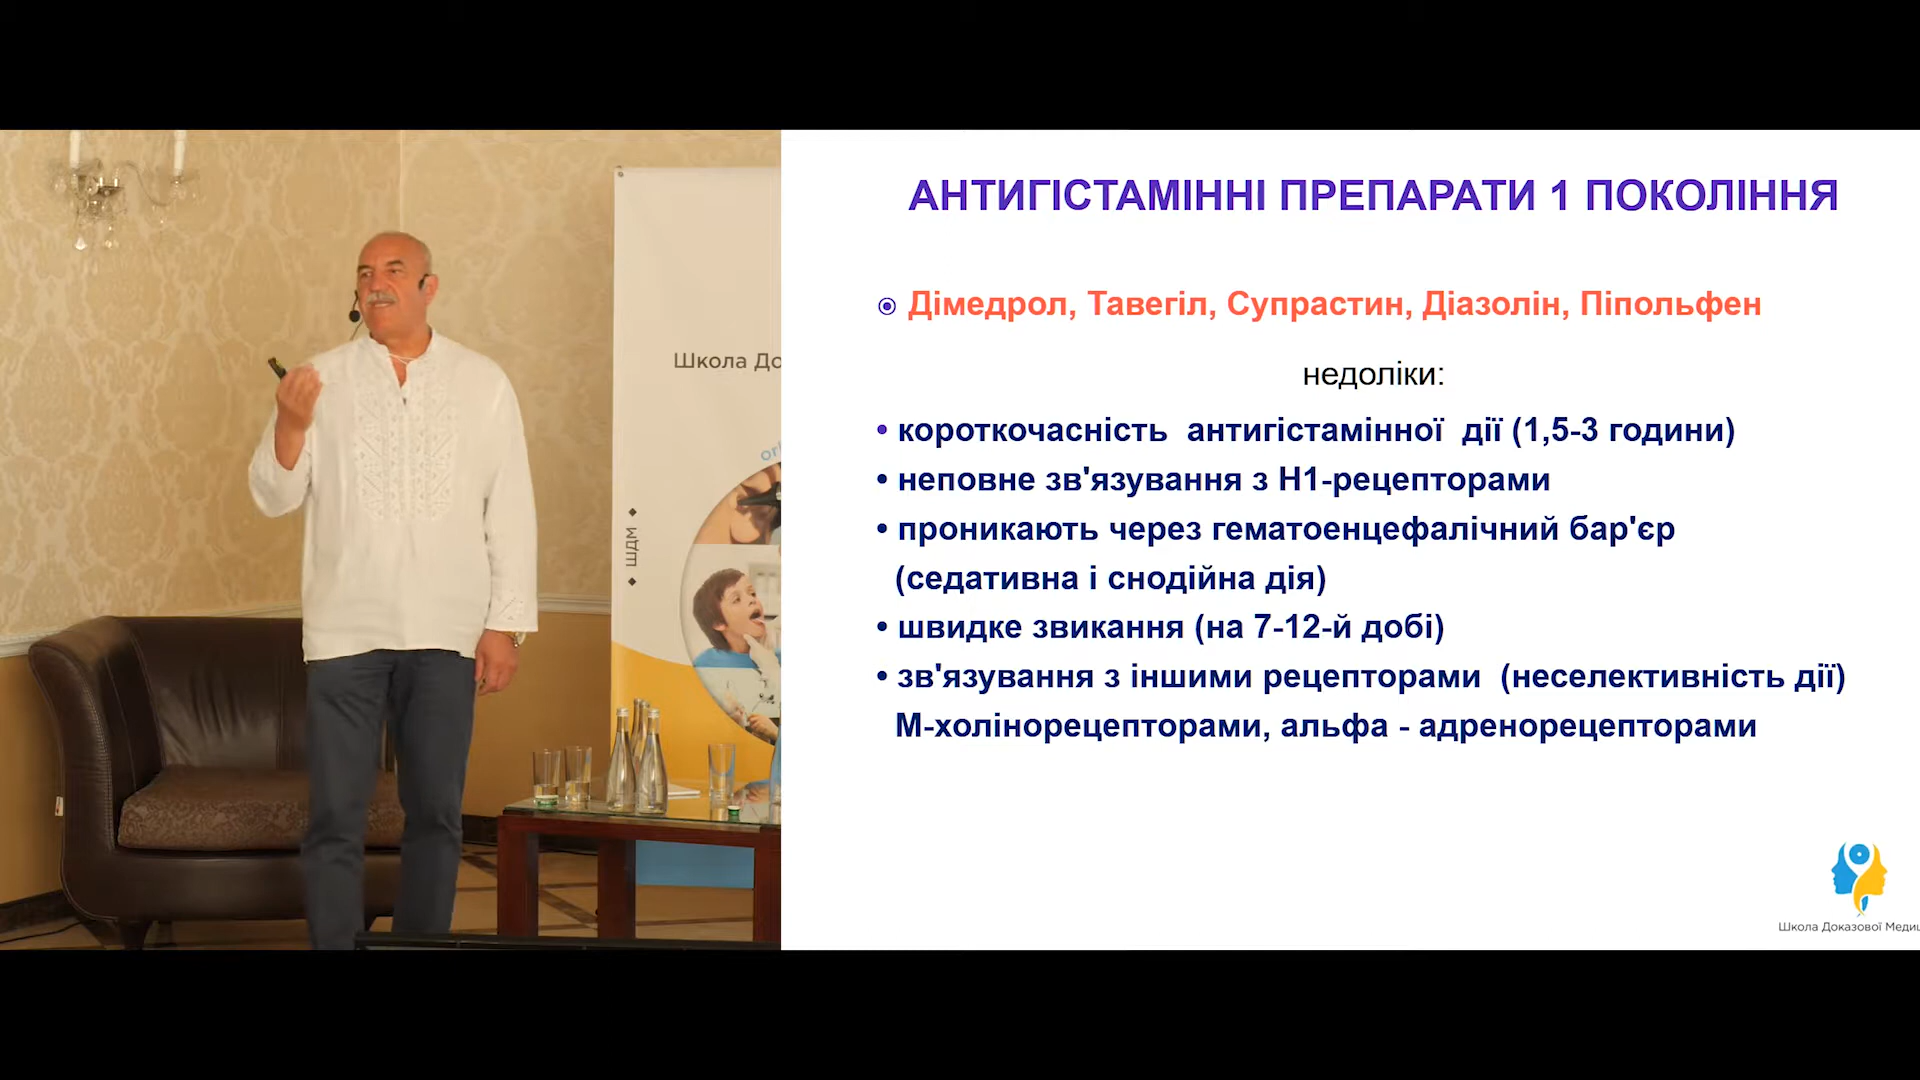 АНТИГІСТАМІННІ ПРЕПАРАТИ 1 ПОКОЛІННЯ
Дімедрол, Тавегіл, Супрастин, Діазолін, Піпольфен
недоліки:
• короткочасність антигістамінної дії (1,5-3 години)
• неповне зв'язування з Н1-рецепторами
• проникають через гематоенцефалічний бар'єр
(седативна і снодійна дія)
• швидке звикання (на 7-12-й добі)
• зв'язування з іншими рецепторами (неселективність дії)
М-холінорецепторами, альфа - адренорецепторами
Школа Доказової
Школа
ШДМ